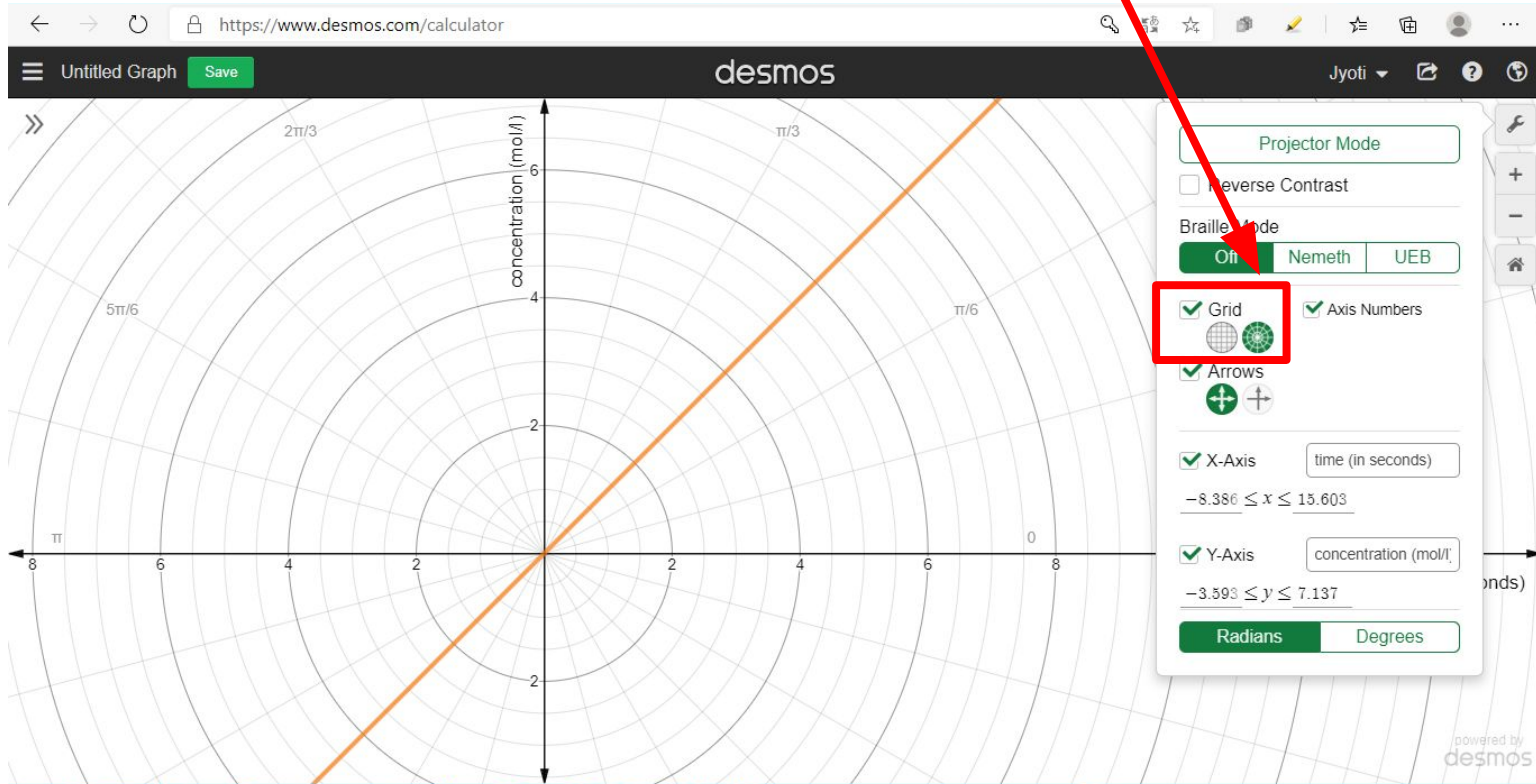 https://www.desmos.com/calculator
Untitled Graph Save desmos Jyoti ?
2π/3 π/3
5π/6 π/6
π 0
concentration (mol/l)
6
4
2
8 6 4 2 2 4 6 8
2
onds)
Projector Mode
Reverse Contrast
Braille Mode
Off Nemeth UEB
Grid Axis Numbers
Arrows
X-Axis time (in seconds)
−8.386 ≤ x ≤ 15.603
Y-Axis concentration (mol/l)
−3.593 ≤ y ≤ 7.137
Radians Degrees
powered by
desmos